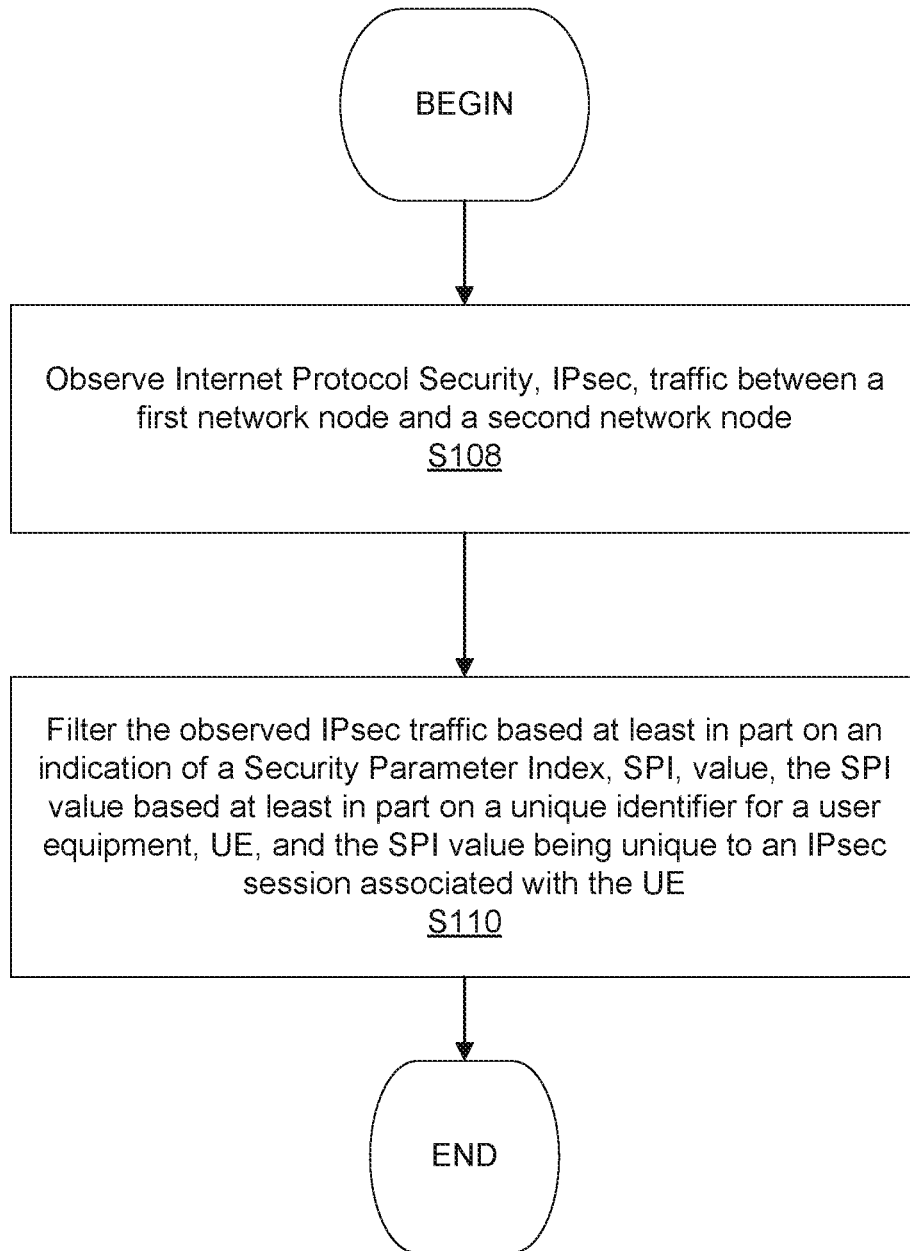 BEGIN
Observe Internet Protocol Security, IPsec, traffic between a
first network node and a second network node
S108
Filter the observed IPsec traffic based at least in part on an
indication of a Security Parameter Index, SPI, value, the SPI
value based at least in part on a unique identifier for a user
equipment, UE, and the SPI value being unique to an IPsec
session associated with the UE
S110
END